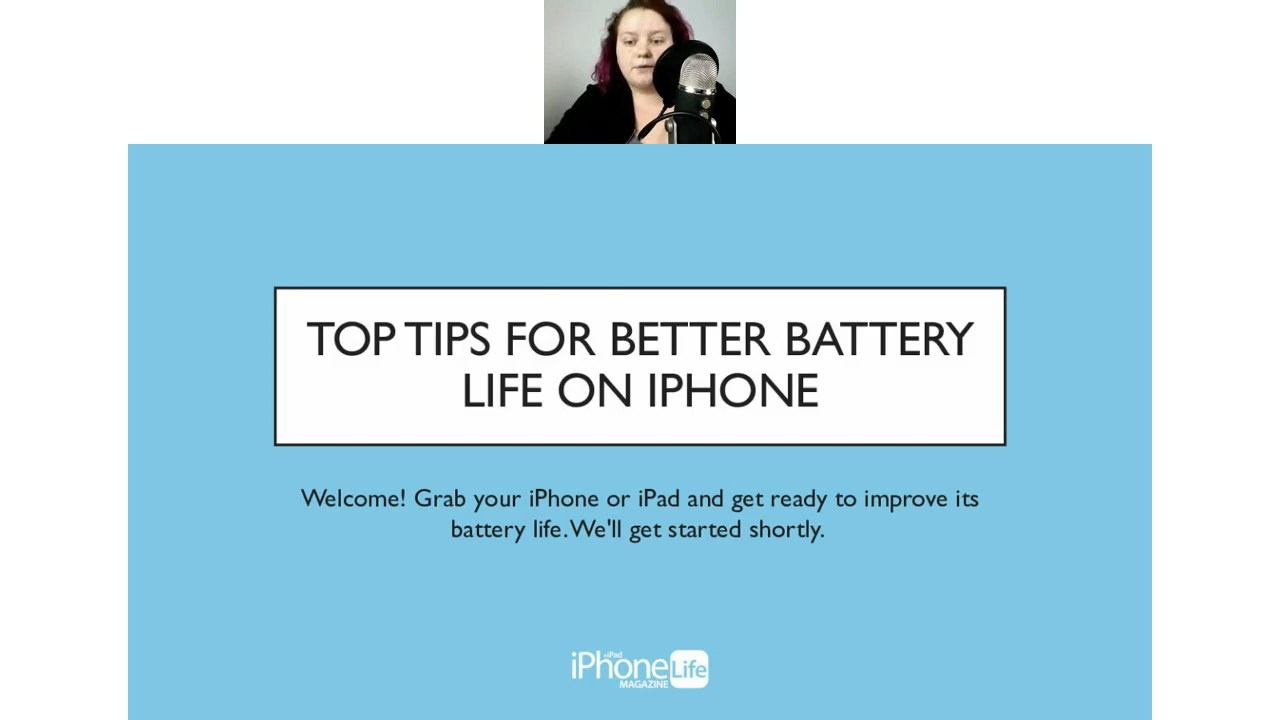 TOP TIPS FOR BETTER BATTERY
LIFE ON IPHONE
Welcome! Grab your iPhone or iPad and get ready to improve its
battery life. We'll get started shortly.
+iPad
iPhone Life
MAGAZINE